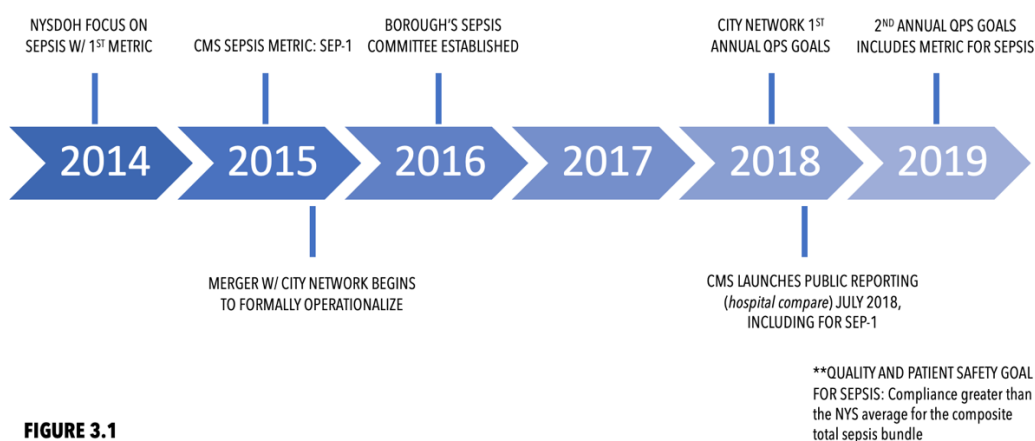 NYSDOH FOCUS ON
SEPSIS W/ 1ST METRIC
CMS SEPSIS METRIC: SEP-1
BOROUGH'S SEPSIS
COMMITTEE ESTABLISHED
CITY NETWORK 1ST
ANNUAL QPS GOALS
2ND ANNUAL QPS GOALS
INCLUDES METRIC FOR SEPSIS
2014
2015
2016
2017
2018
2019
MERGER W/ CITY NETWORK BEGINS
TO FORMALLY OPERATIONALIZE
CMS LAUNCHES PUBLIC REPORTING
(hospital compare) JULY 2018,
INCLUDING FOR SEP-1
**QUALITY AND PATIENT SAFETY GOAL
FOR SEPSIS: Compliance greater than
the NYS average for the composite
total sepsis bundle
FIGURE 3.1